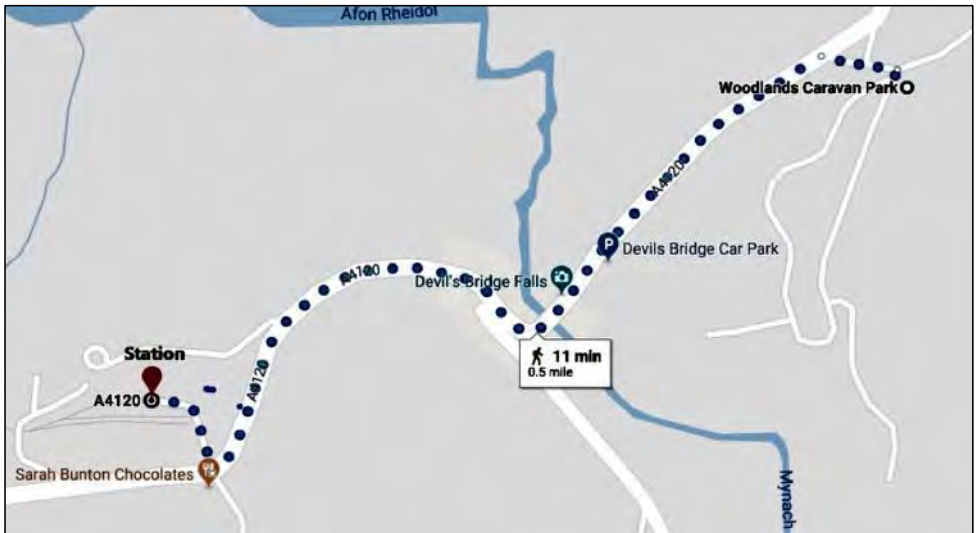 Afon Rheidol
Woodlands Caravan Park
A4120
P
Devils Bridge Car Park
Devil's Bridge Falls
A4120
11 min
0.5 mile
Station
A4120
A4120
Sarah Bunton Chocolates
Mynach